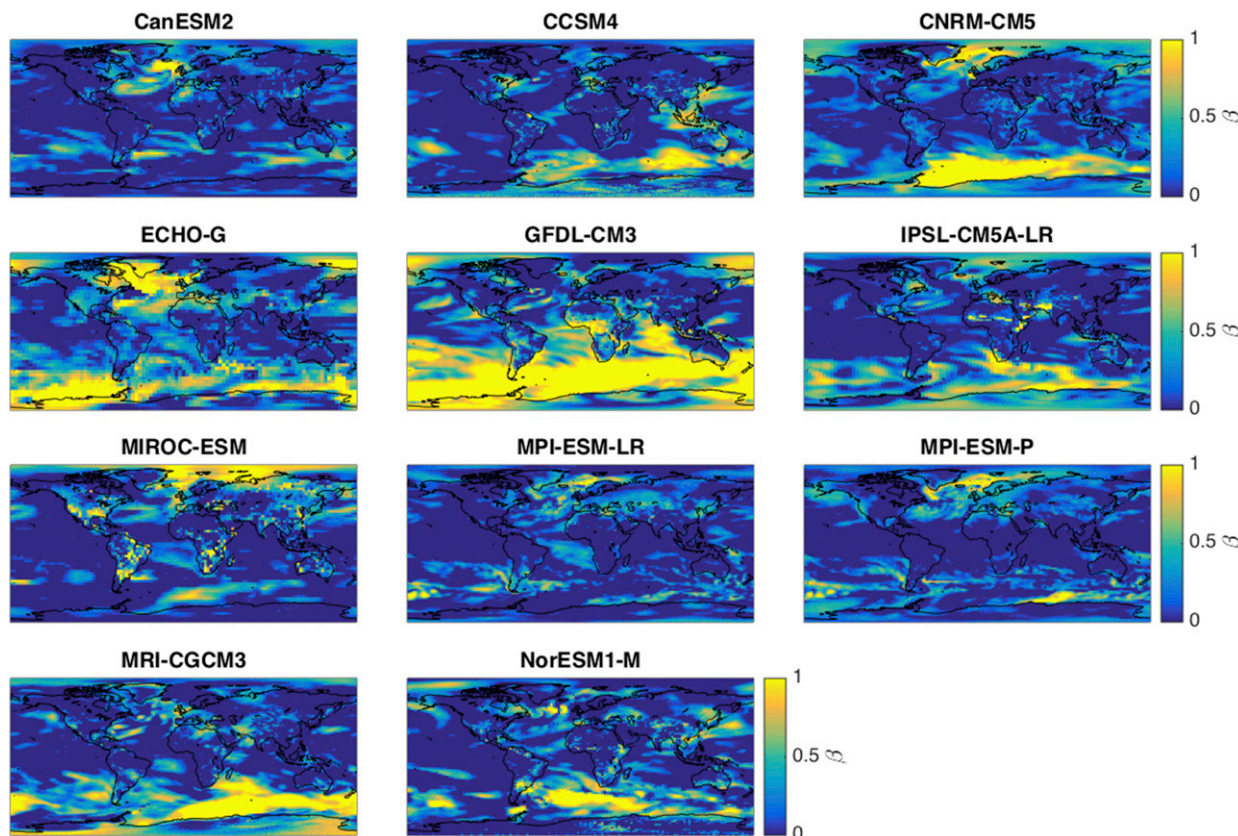 CanESM2
CCSM4
CNRM-CM5
1
0.5
β
0
ECHO-G
GFDL-CM3
IPSL-CM5A-LR
1
0.5
β
0
MIROC-ESM
MPI-ESM-LR
MPI-ESM-P
1
0.5
β
0
MRI-CGCM3
NorESM1-M
1
0.5
β
0